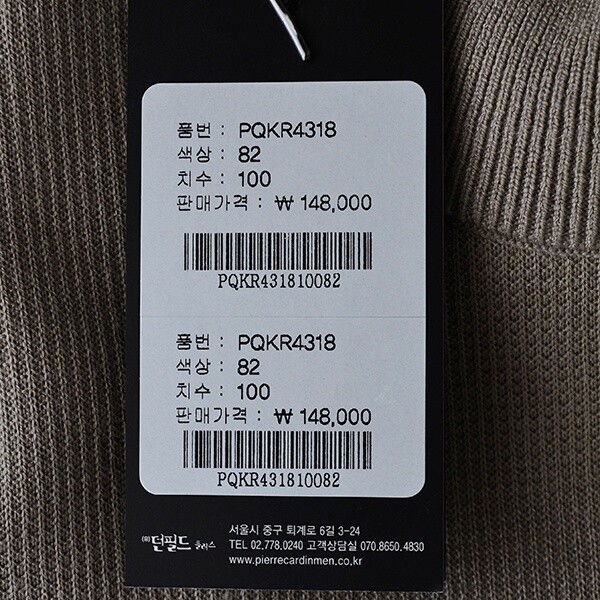 품번 : PQKR4318
색상 : 82
치수 : 100
판매가격 : ₩ 148,000
PQKR431810082
품번 : PQKR4318
색상 : 82
치수 : 100
판매가격 : ₩ 148,000
PQKR431810082
서울시 중구 퇴계로 6길 3-24
(유)던필드 플러스 TEL 02.778.0240 고객상담실 070.8650.4830
www.pierrecardinmen.co.kr